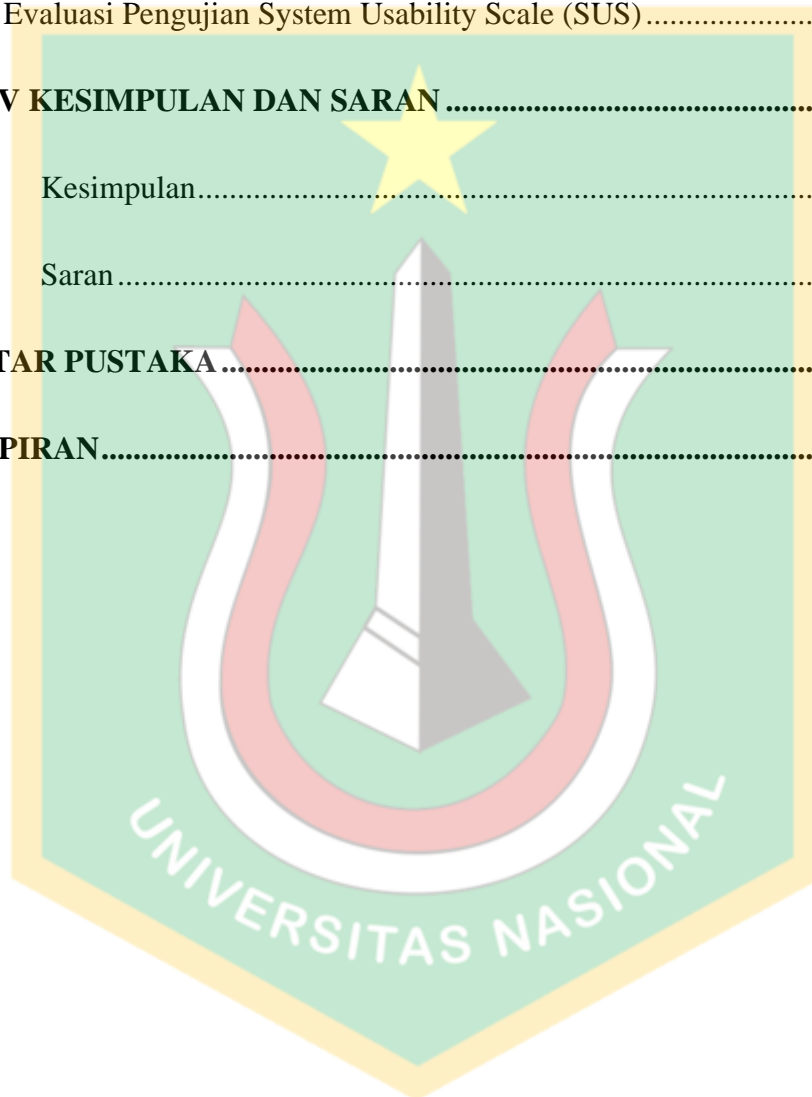 Evaluasi Pengujian System Usability Scale (SUS).....................
V KESIMPULAN DAN SARAN.............................................
Kesimpulan...............................................................................
Saran..........................................................................................
TAR PUSTAKA...........................................................................
PIRAN........................................................................................
UNIVERSITAS NASIONAL